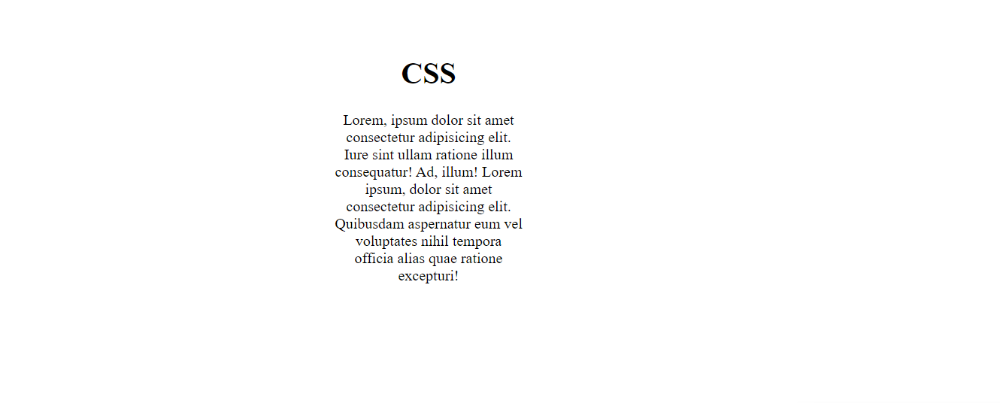 CSS
Lorem, ipsum dolor sit amet
consectetur adipisicing elit.
Iure sint ullam ratione illum
consequatur! Ad, illum! Lorem
ipsum, dolor sit amet
consectetur adipisicing elit.
Quibusdam aspernatur eum vel
voluptates nihil tempora
officia alias quae ratione
excepturi!